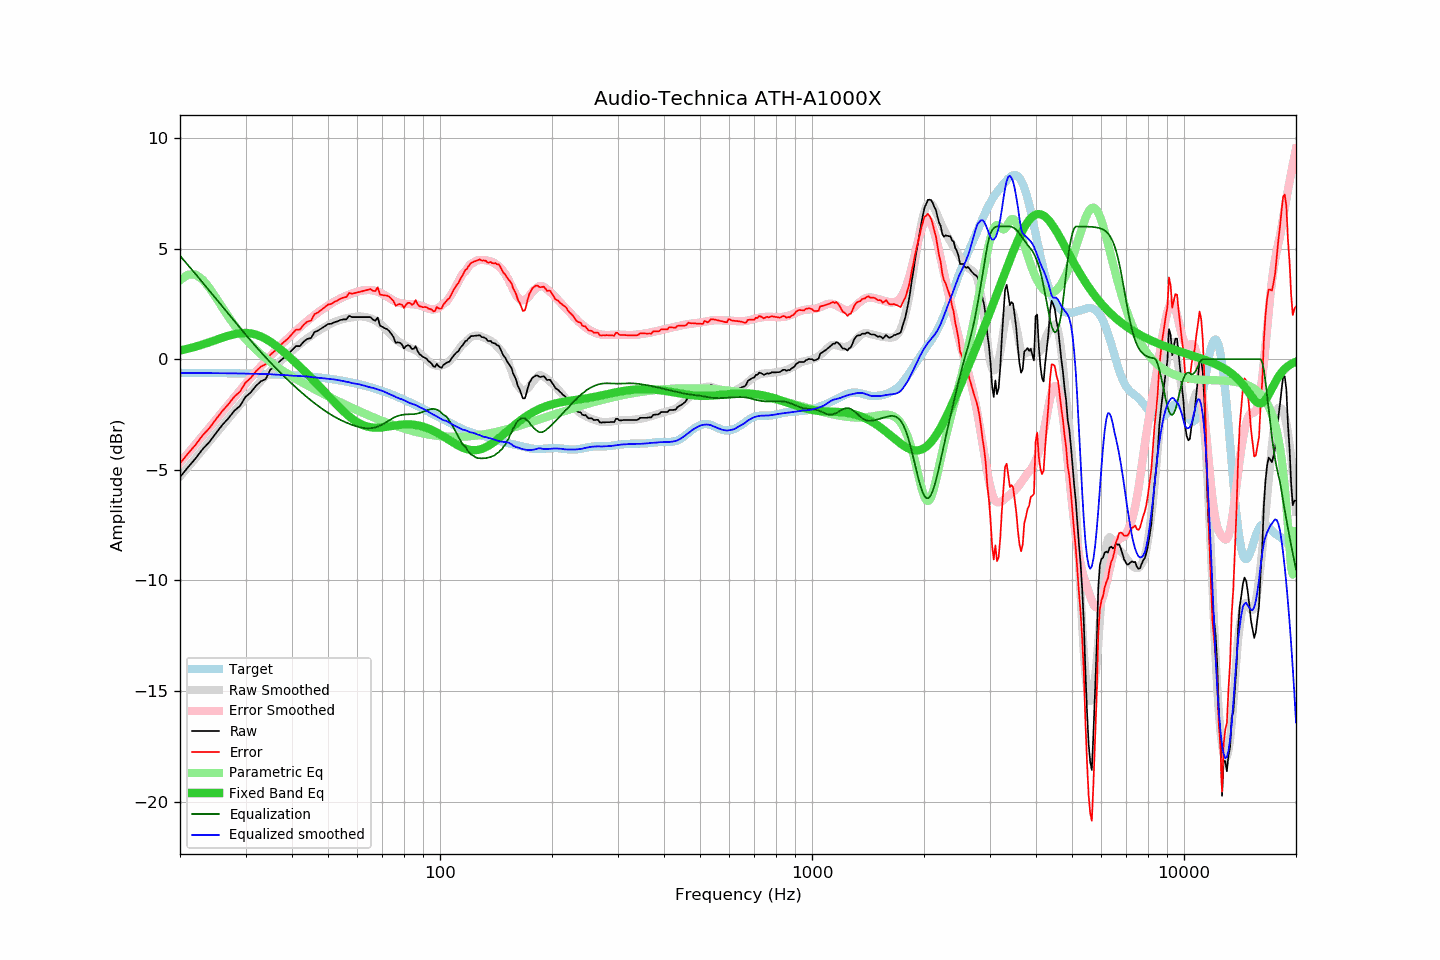 Audio-Technica ATH-A1000X
Amplitude (dBr)
10
5
0
−5
−10
−15
−20
Target
Raw Smoothed
Error Smoothed
Raw
Error
Parametric Eq
Fixed Band Eq
Equalization
Equalized smoothed
100 1000 10000
Frequency (Hz)